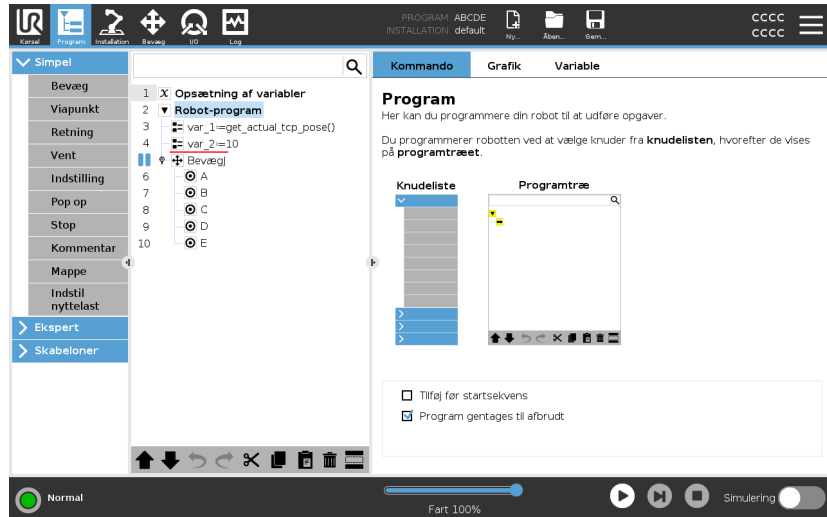 UR
Kørsel
Program
Installation
Bevæg
I/O
Log
PROGRAM ABCDE
INSTALLATION default
Ny...
Åben...
Gem...
cccc
cccc
Simpel
Bevæg
Viapunkt
Retning
Vent
Indstilling
Pop op
Stop
Kommentar
Mappe
Indstil
nyttelast
Ekspert
Skabeloner
1 X Opsætning af variabler
2 Robot-program
3 var_1:=get_actual_tcp_pose()
4 var_2:=10
BevægJ
6 A
7 B
8 C
9 D
10 E
Kommando Grafik Variable
Program
Her kan du programmere din robot til at udføre opgaver.
Du programmerer robotten ved at vælge knuder fra knudelisten, hvorefter de vises
på programtræet.
Knudeliste
Programtræ
Tilføj før startsekvens
Program gentages til afbrudt
Normal
Fart 100%
Simulering